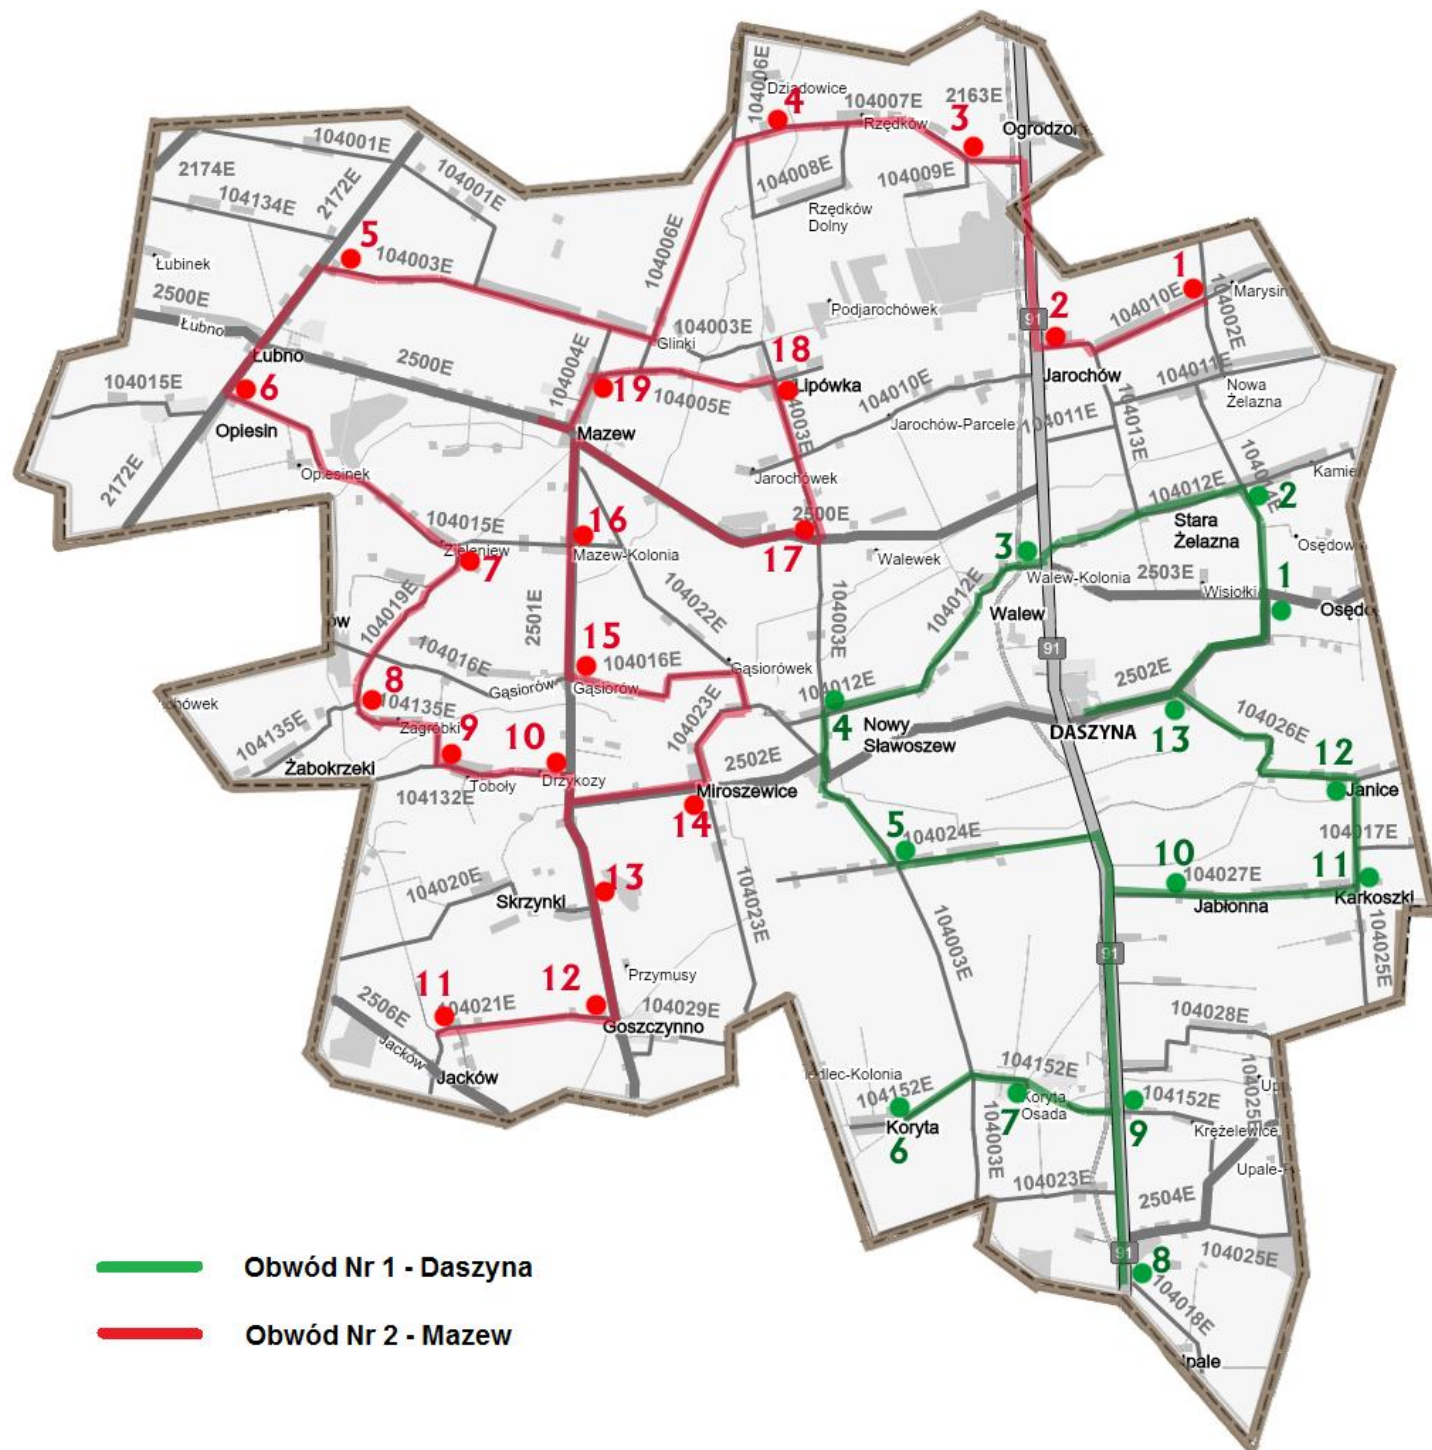 104006E
Dziadowice
4
104007E
Rzędków
2163E
3
104001E
2174E
2172E
104001E
104134E
104008E
104009E
Rzędków
Dolny
5
104003E
104006E
Łubinek
2500E
Łubno
1
104010E
Marysin
104002E
Podjarochówek
91
2
104003E
Glinki
104004E
2500E
Łubno
18
Jarochów
104011E
Nowa
Żelazna
104015E
6
19
104005E
Lipówka
104010E
Opiesin
Mazew
Jarochów-Parcele
104011E
104013E
2172E
Opiesinek
Jarochówek
104012E
2
Stara
Żelazna
104015E
16
2500E
Zieleniew
7
Mazew-Kolonia
17
Walewek
3
Walew-Kolonia
2503E
Wisiołki
1
104019E
2501E
104022E
104003E
104012E
Walew
91
15
104016E
104016E
Gąsiorówek
2502E
Gąsiorów
Gąsiorów
8
104135E
Zagróbki
104023E
104012E
4
Nowy
Sławoszew
DASZYNA
13
104026E
104135E
9
10
Żabokrzeki
Toboły
Drzykozy
2502E
12
Janice
104132E
Miroszewice
14
5
104024E
104017E
13
10
104027E
11
104020E
Skrzynki
Jabłonna
Karkoszki
104023E
104003E
104025E
91
Przymusy
11
12
104021E
2506E
Jacków
Goszczynno
104029E
104028E
Jacków
104152E
104152E
Koryta
Osada
104152E
104025E
Koryta
6
7
9
Krężelewice
104003E
104023E
2504E
91
8
104025E
104018E
Obwód Nr 1 - Daszyna
Obwód Nr 2 - Mazew